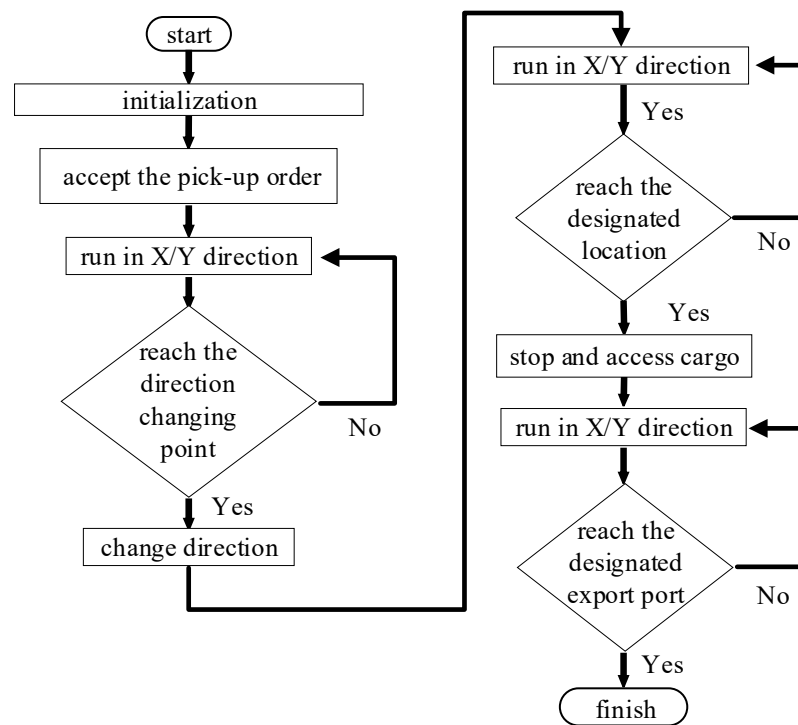 start
initialization
accept the pick-up order
run in X/Y direction
reach the
direction
changing
point
No
Yes
change direction
run in X/Y direction
Yes
reach the
designated
location
No
Yes
stop and access cargo
run in X/Y direction
reach the
designated
export port
No
Yes
finish